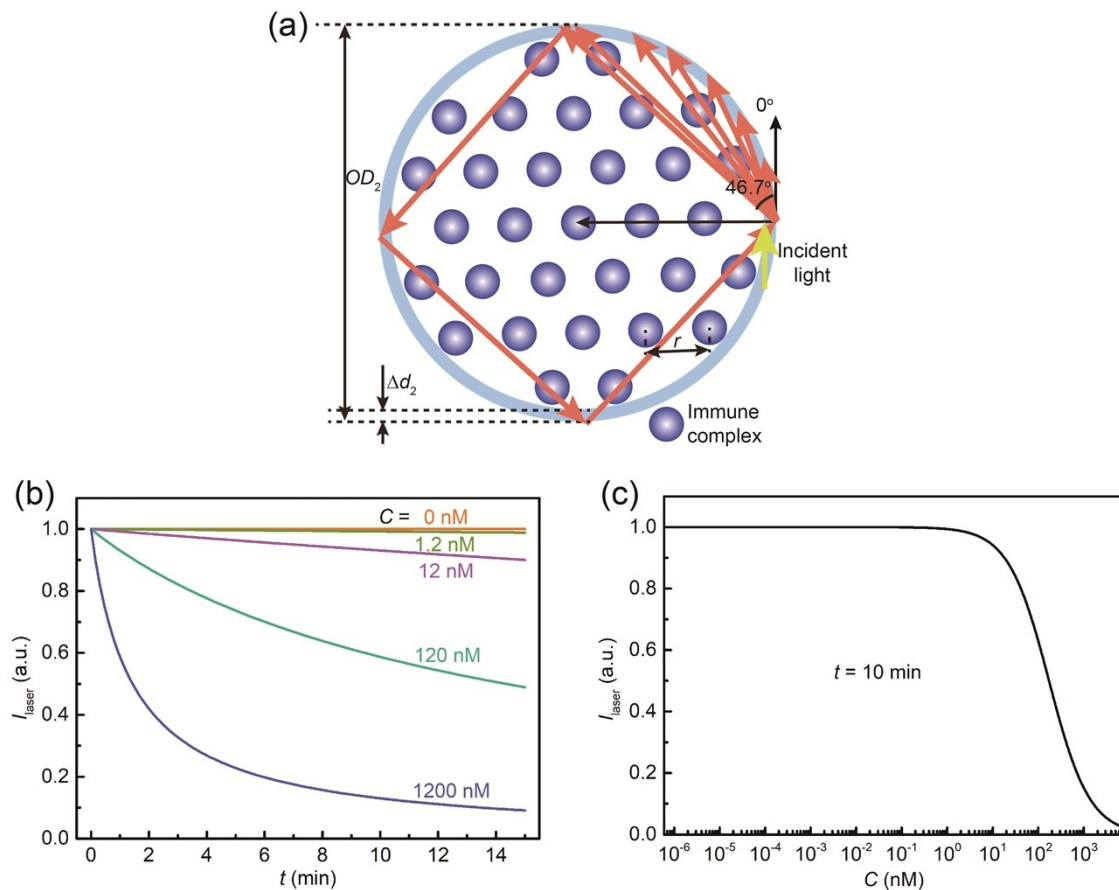 (a)
0°
OD₂
46.7°
Incident
light
r
Δd₂
Immune
complex
(b)
C = 0 nM
1.2 nM
12 nM
120 nM
1200 nM
1.0
0.8
0.6
0.4
0.2
0.0
I_laser (a.u.)
0 2 4 6 8 10 12 14
t (min)
(c)
1.0
0.8
0.6
0.4
0.2
0.0
I_laser (a.u.)
t = 10 min
10⁻⁶ 10⁻⁵ 10⁻⁴ 10⁻³ 10⁻² 10⁻¹ 10⁰ 10¹ 10² 10³
C (nM)